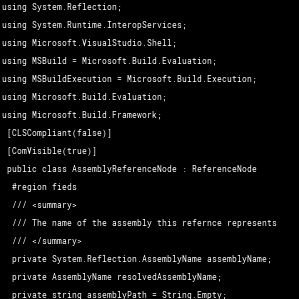 using System.Reflection;
using System.Runtime.InteropServices;
using Microsoft.VisualStudio.Shell;
using MSBuild = Microsoft.Build.Evaluation;
using MSBuildExecution = Microsoft.Build.Execution;
using Microsoft.Build.Evaluation;
using Microsoft.Build.Framework;
[CLSCompliant(false)]
[ComVisible(true)]
public class AssemblyReferenceNode : ReferenceNode
#region fieds
/// <summary>
/// The name of the assembly this refernce represents
/// </summary>
private System.Reflection.AssemblyName assemblyName;
private AssemblyName resolvedAssemblyName;
private string assemblyPath = String.Empty;